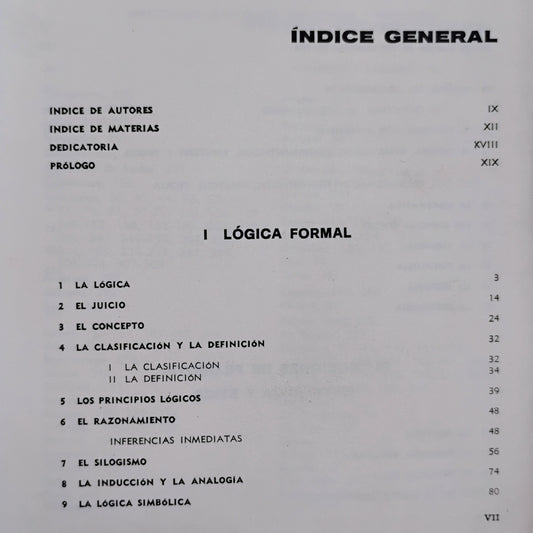 ÍNDICE GENERAL
INDICE DE AUTORES IX
INDICE DE MATERIAS XII
DEDICATORIA XVIII
PRÓLOGO XIX
I LÓGICA FORMAL
1 LA LÓGICA 3
2 EL JUICIO 14
3 EL CONCEPTO 24
4 LA CLASIFICACIÓN Y LA DEFINICIÓN 32
I LA CLASIFICACIÓN 32
II LA DEFINICIÓN 34
5 LOS PRINCIPIOS LÓGICOS 39
6 EL RAZONAMIENTO 48
INFERENCIAS INMEDIATAS 48
7 EL SILOGISMO 56
8 LA INDUCCIÓN Y LA ANALOGÍA 74
9 LA LÓGICA SIMBÓLICA 80
VII